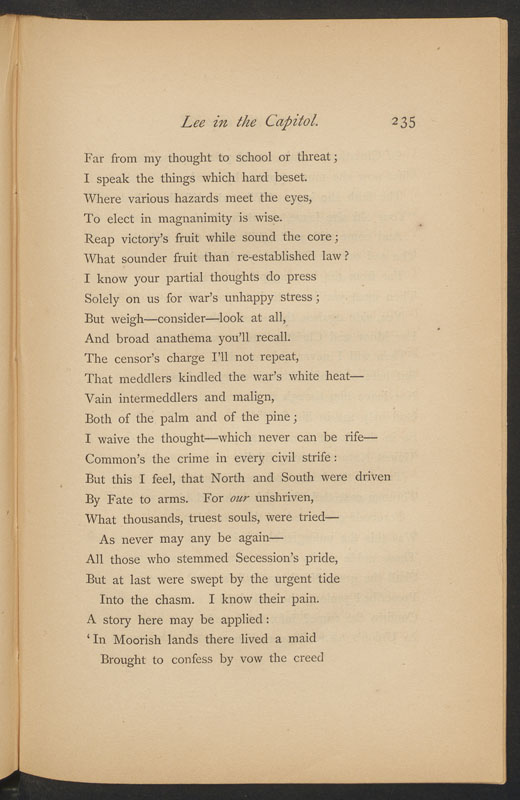 Lee in the Capitol. 235
Far from my thought to school or threat;
I speak the things which hard beset.
Where various hazards meet the eyes,
To elect in magnanimity is wise.
Reap victory's fruit while sound the core;
What sounder fruit than re-established law?
I know your partial thoughts do press
Solely on us for war's unhappy stress;
But weigh—consider—look at all,
And broad anathema you'll recall.
The censor's charge I'll not repeat,
That meddlers kindled the war's white heat—
Vain intermeddlers and malign,
Both of the palm and of the pine;
I waive the thought—which never can be rife—
Common's the crime in every civil strife:
But this I feel, that North and South were driven
By Fate to arms. For our unshriven,
What thousands, truest souls, were tried—
As never may any be again—
All those who stemmed Secession's pride,
But at last were swept by the urgent tide
Into the chasm. I know their pain.
A story here may be applied:
‘In Moorish lands there lived a maid
Brought to confess by vow the creed